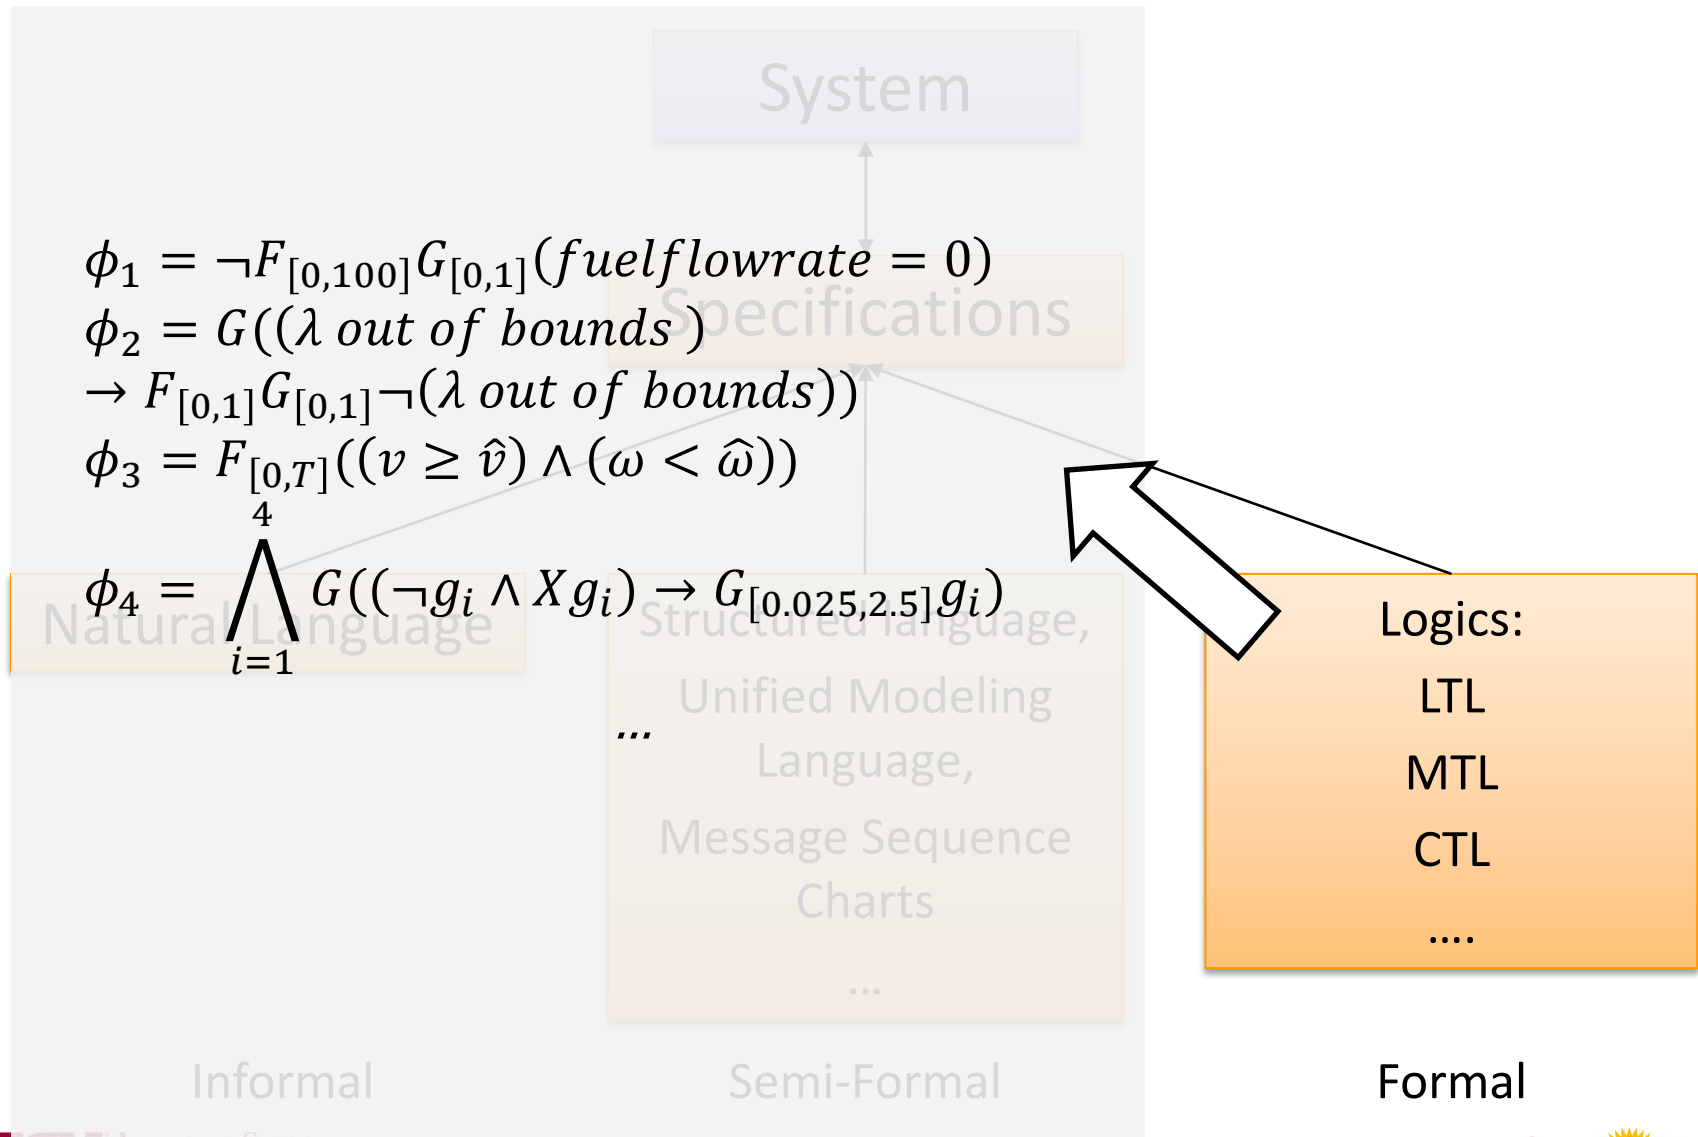 System
Specifications
ϕ₁ = ¬F[0,100]G[0,1](fuelflowrate = 0)
ϕ₂ = G((λ out of bounds )
→ F[0,1]G[0,1]¬(λ out of bounds))
ϕ₃ = F[0,T]((v ≥ v̂) ∧ (ω < ω̂))
4
ϕ₄ = ⋀ G((¬gᵢ ∧ Xgᵢ) → G[0.025,2.5]gᵢ)
i=1
...
Natural Language
Structured language,
Unified Modeling
Language,
Message Sequence
Charts
...
Logics:
LTL
MTL
CTL
....
Informal
Semi-Formal
Formal